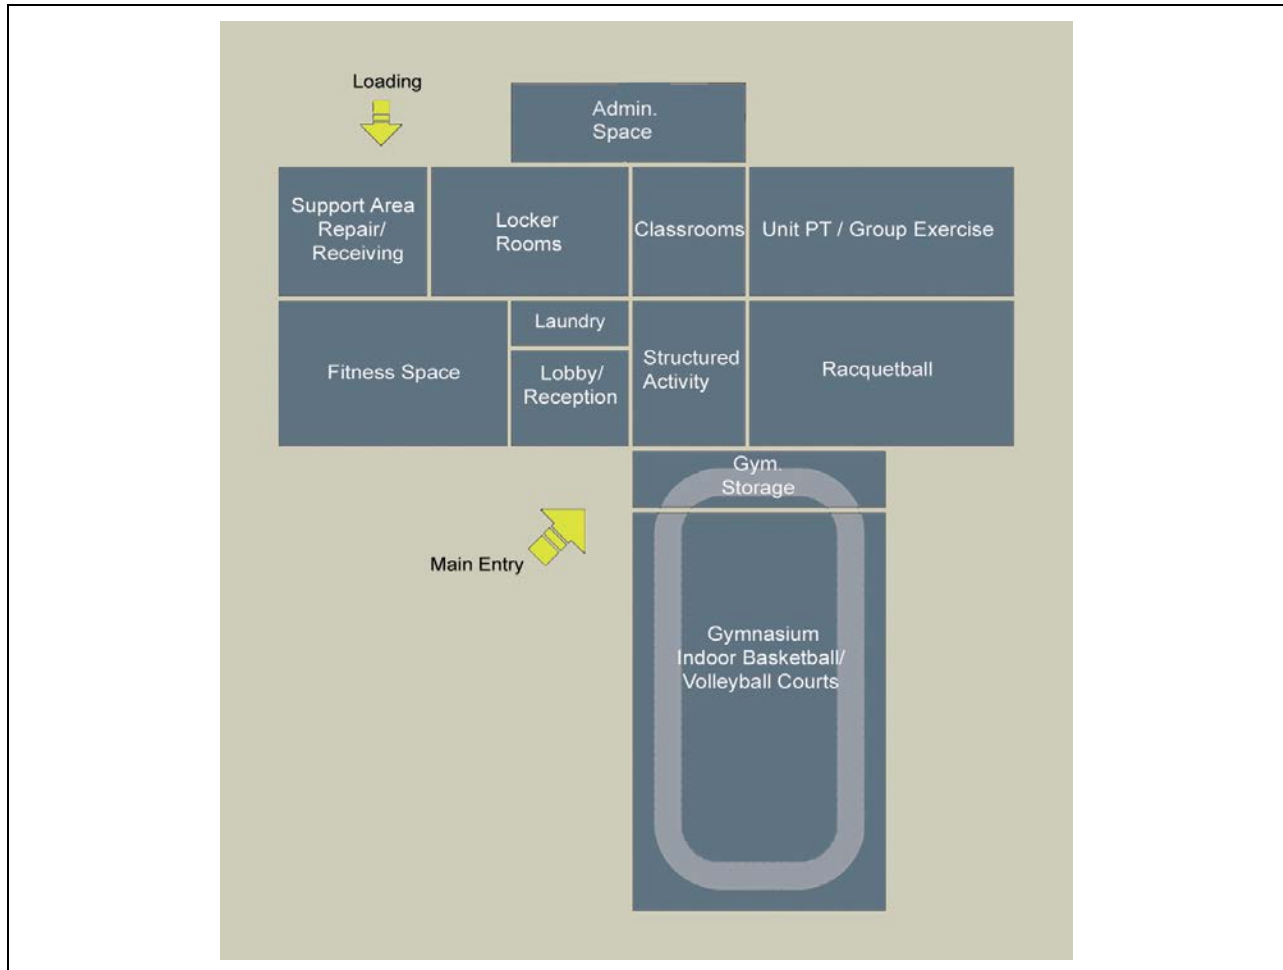 Loading
Admin.
Space
Support Area
Repair/
Receiving
Locker
Rooms
Classrooms
Unit PT / Group Exercise
Fitness Space
Laundry
Lobby/
Reception
Structured
Activity
Racquetball
Gym.
Storage
Main Entry
Gymnasium
Indoor Basketball/
Volleyball Courts